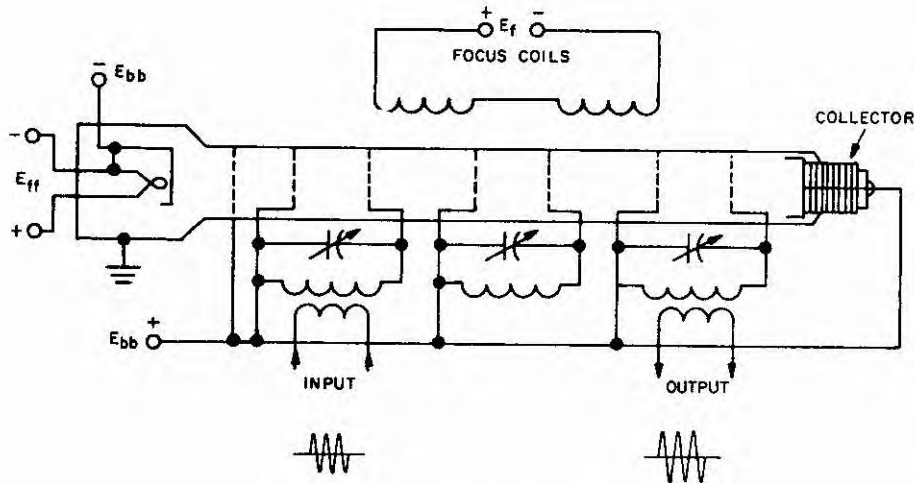 + Ef −
FOCUS COILS
− Ebb
COLLECTOR
−
Eff
+
+
Ebb
INPUT
OUTPUT